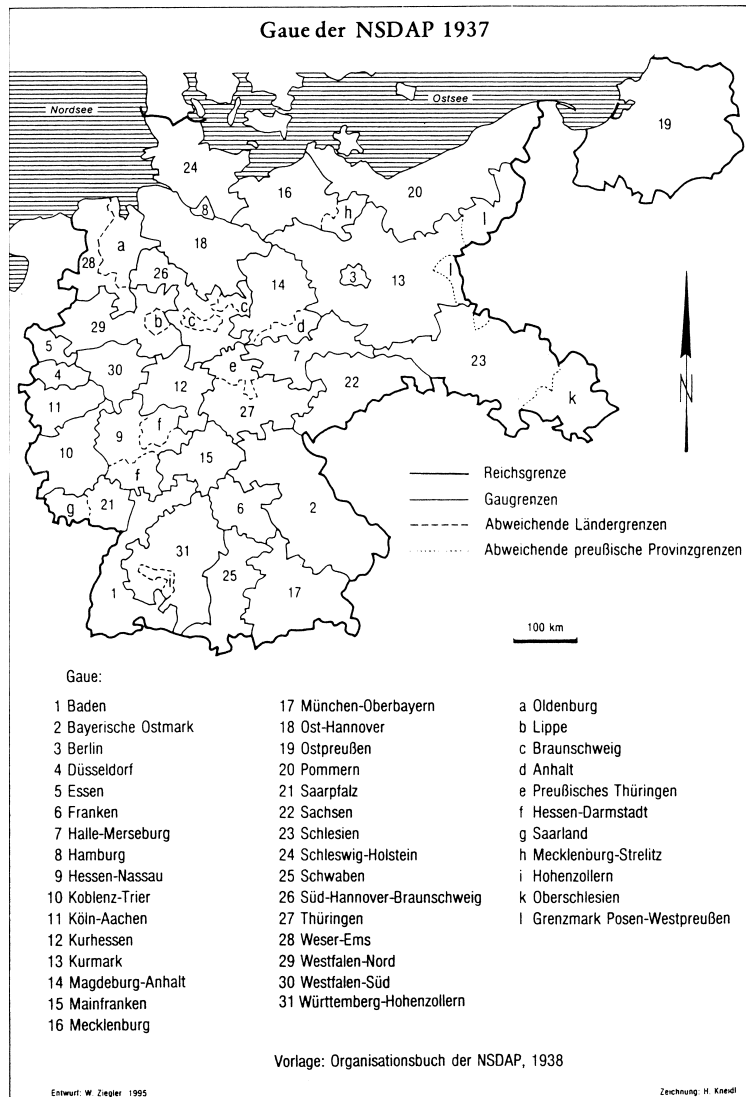 Gaue der NSDAP 1937
Nordsee
Ostsee
19
24
8
16
h
20
l
a
28
18
26
14
3
13
l
29
b
c
c
d
5
4
30
12
e
7
23
22
k
11
27
9
f
10
15
f
g
21
6
2
31
i
25
1
17
N
Reichsgrenze
Gaugrenzen
Abweichende Ländergrenzen
Abweichende preußische Provinzgrenzen
100 km
Gaue:
1 Baden
2 Bayerische Ostmark
3 Berlin
4 Düsseldorf
5 Essen
6 Franken
7 Halle-Merseburg
8 Hamburg
9 Hessen-Nassau
10 Koblenz-Trier
11 Köln-Aachen
12 Kurhessen
13 Kurmark
14 Magdeburg-Anhalt
15 Mainfranken
16 Mecklenburg
17 München-Oberbayern
18 Ost-Hannover
19 Ostpreußen
20 Pommern
21 Saarpfalz
22 Sachsen
23 Schlesien
24 Schleswig-Holstein
25 Schwaben
26 Süd-Hannover-Braunschweig
27 Thüringen
28 Weser-Ems
29 Westfalen-Nord
30 Westfalen-Süd
31 Württemberg-Hohenzollern
a Oldenburg
b Lippe
c Braunschweig
d Anhalt
e Preußisches Thüringen
f Hessen-Darmstadt
g Saarland
h Mecklenburg-Strelitz
i Hohenzollern
k Oberschlesien
l Grenzmark Posen-Westpreußen
Vorlage: Organisationsbuch der NSDAP, 1938
Entwurf: W. Ziegler 1995
Zeichnung: H. Kneidl